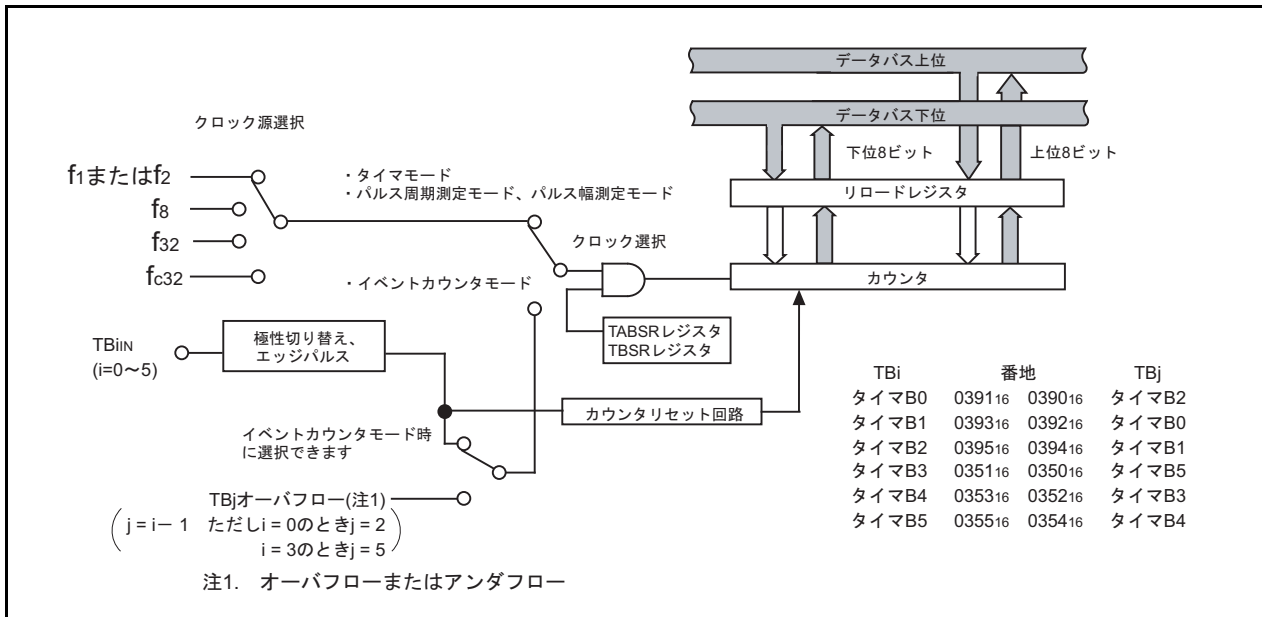 データバス上位
データバス下位
クロック源選択
下位8ビット
上位8ビット
f1またはf2
f8
f32
fc32
・タイマモード
・パルス周期測定モード、パルス幅測定モード
リロードレジスタ
クロック選択
カウンタ
・イベントカウンタモード
TABSRレジスタ
TBSRレジスタ
TBiIN
(i=0～5)
極性切り替え、
エッジパルス
カウンタリセット回路
イベントカウンタモード時
に選択できます
TBjオーバフロー(注1)
j = i− 1 ただしi = 0のときj = 2
i = 3のときj = 5
注1. オーバフローまたはアンダフロー
TBi 番地 TBj
タイマB0 039116 039016 タイマB2
タイマB1 039316 039216 タイマB0
タイマB2 039516 039416 タイマB1
タイマB3 035116 035016 タイマB5
タイマB4 035316 035216 タイマB3
タイマB5 035516 035416 タイマB4